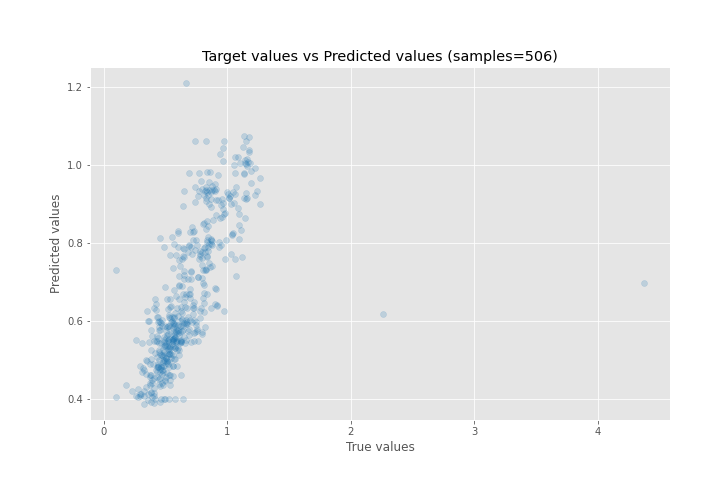 Target values vs Predicted values (samples=506)
Predicted values
1.2
1.0
0.8
0.6
0.4
0 1 2 3 4
True values